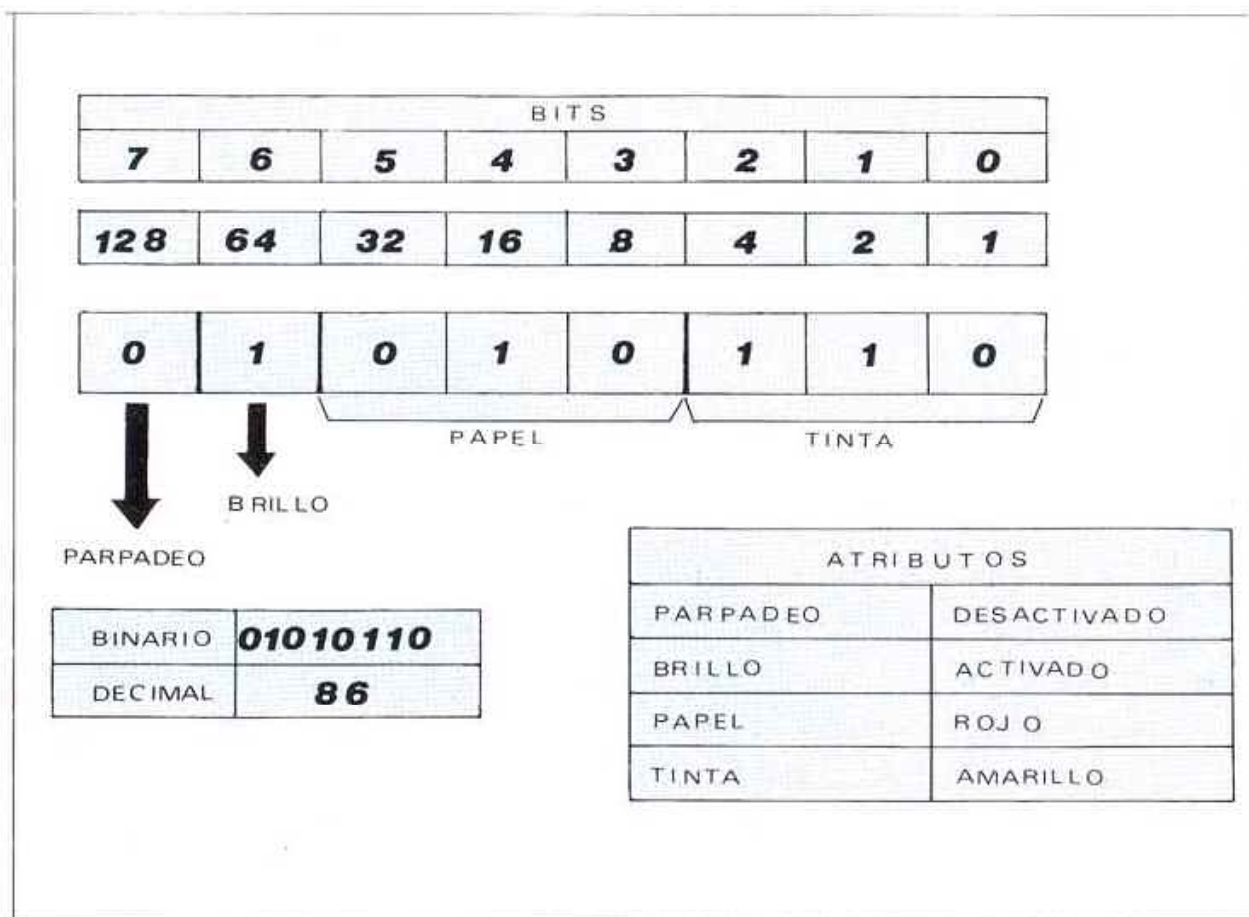 BITS
7 6 5 4 3 2 1 0
128 64 32 16 8 4 2 1
0 1 0 1 0 1 1 0
PAPEL TINTA
BRILLO
PARPADEO
BINARIO 01010110
DECIMAL 86
ATRIBUTOS
PARPADEO DESACTIVADO
BRILLO ACTIVADO
PAPEL ROJO
TINTA AMARILLO